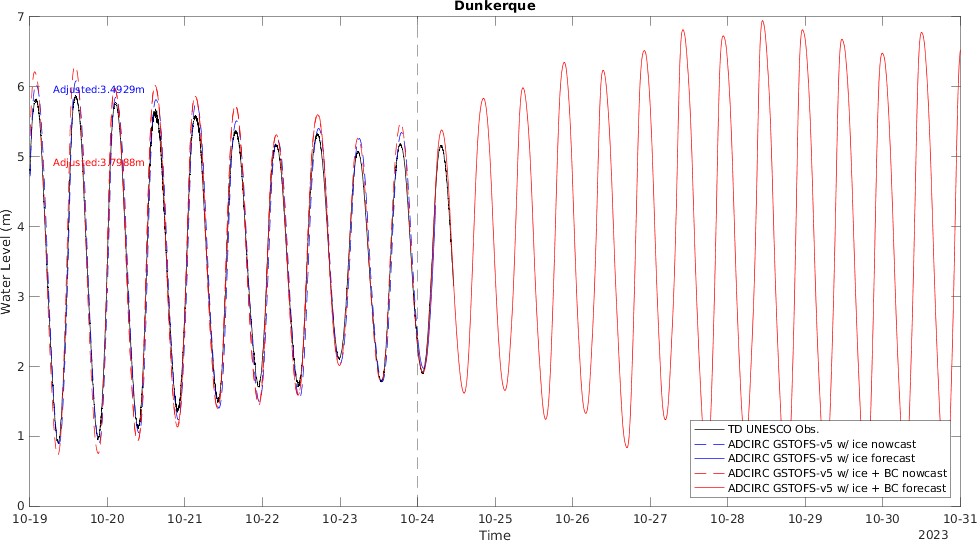 Dunkerque
7
6
5
4
3
2
1
0
Water Level (m)
Adjusted:3.4929m
Adjusted:3.7988m
TD UNESCO Obs.
ADCIRC GSTOFS-v5 w/ ice nowcast
ADCIRC GSTOFS-v5 w/ ice forecast
ADCIRC GSTOFS-v5 w/ ice + BC nowcast
ADCIRC GSTOFS-v5 w/ ice + BC forecast
10-19 10-20 10-21 10-22 10-23 10-24 10-25 10-26 10-27 10-28 10-29 10-30 10-31
Time
2023